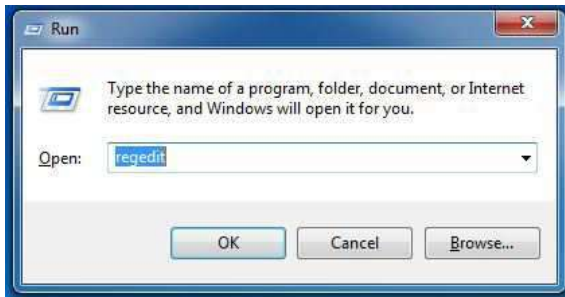 Run
Type the name of a program, folder, document, or Internet
resource, and Windows will open it for you.
Open: regedit
OK Cancel Browse...